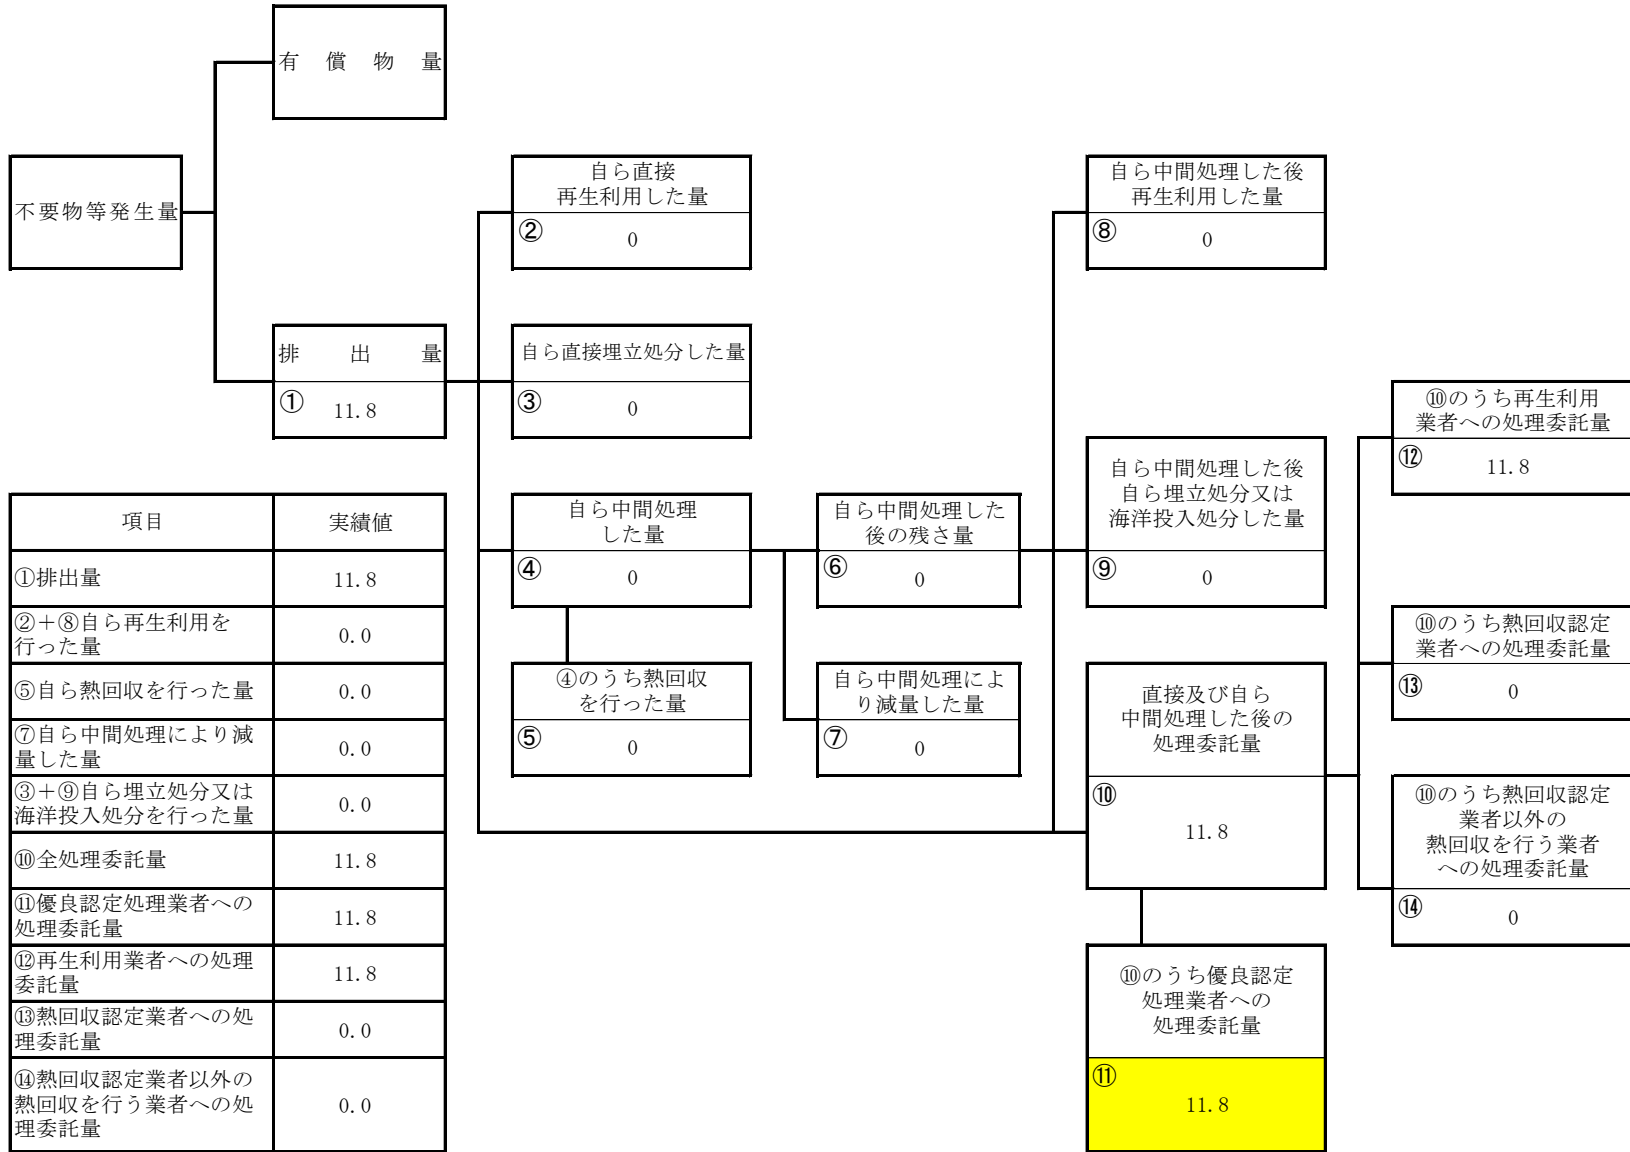 有償物量
不要物等発生量
排出量
① 11.8
自ら直接
再生利用した量
② 0
自ら直接埋立処分した量
③ 0
自ら中間処理
した量
④ 0
④のうち熱回収
を行った量
⑤ 0
自ら中間処理した
後の残さ量
⑥ 0
自ら中間処理によ
り減量した量
⑦ 0
自ら中間処理した後
再生利用した量
⑧ 0
自ら中間処理した後
自ら埋立処分又は
海洋投入処分した量
⑨ 0
直接及び自ら
中間処理した後の
処理委託量
⑩
11.8
⑩のうち優良認定
処理業者への
処理委託量
⑪
11.8
⑩のうち再生利用
業者への処理委託量
⑫ 11.8
⑩のうち熱回収認定
業者への処理委託量
⑬ 0
⑩のうち熱回収認定
業者以外の
熱回収を行う業者
への処理委託量
⑭ 0
項目 実績値
①排出量 11.8
②+⑧自ら再生利用を
行った量 0.0
⑤自ら熱回収を行った量 0.0
⑦自ら中間処理により減
量した量 0.0
③+⑨自ら埋立処分又は
海洋投入処分を行った量 0.0
⑩全処理委託量 11.8
⑪優良認定処理業者への
処理委託量 11.8
⑫再生利用業者への処理
委託量 11.8
⑬熱回収認定業者への処
理委託量 0.0
⑭熱回収認定業者以外の
熱回収を行う業者への処
理委託量 0.0